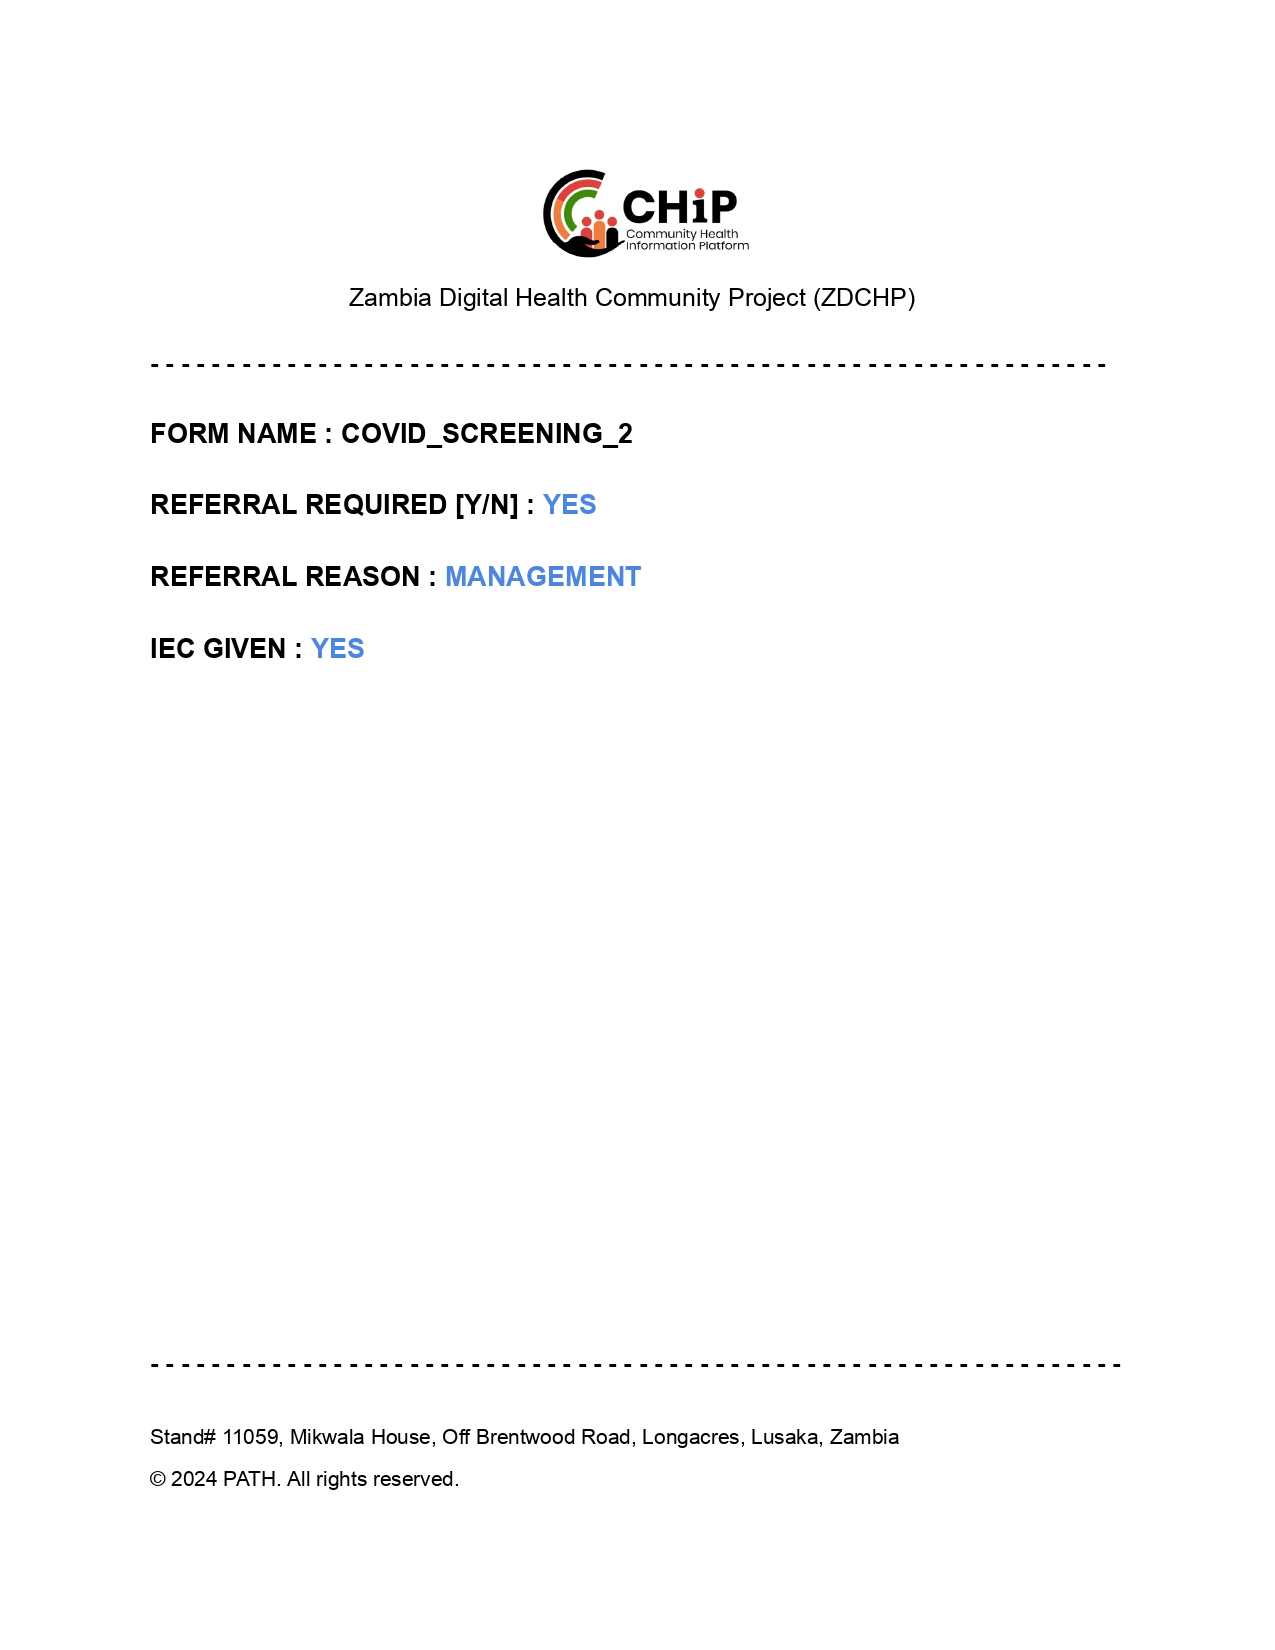 CHiP
Community Health
Information Platform
Zambia Digital Health Community Project (ZDCHP)
- - - - - - - - - - - - - - - - - - - - - - - - - - - - - - - - - - - - - - - - - - - - - - - - - - - - - - - - - - - - - - -
FORM NAME : COVID_SCREENING_2
REFERRAL REQUIRED [Y/N] : YES
REFERRAL REASON : MANAGEMENT
IEC GIVEN : YES
- - - - - - - - - - - - - - - - - - - - - - - - - - - - - - - - - - - - - - - - - - - - - - - - - - - - - - - - - - - - - - - -
Stand# 11059, Mikwala House, Off Brentwood Road, Longacres, Lusaka, Zambia
© 2024 PATH. All rights reserved.